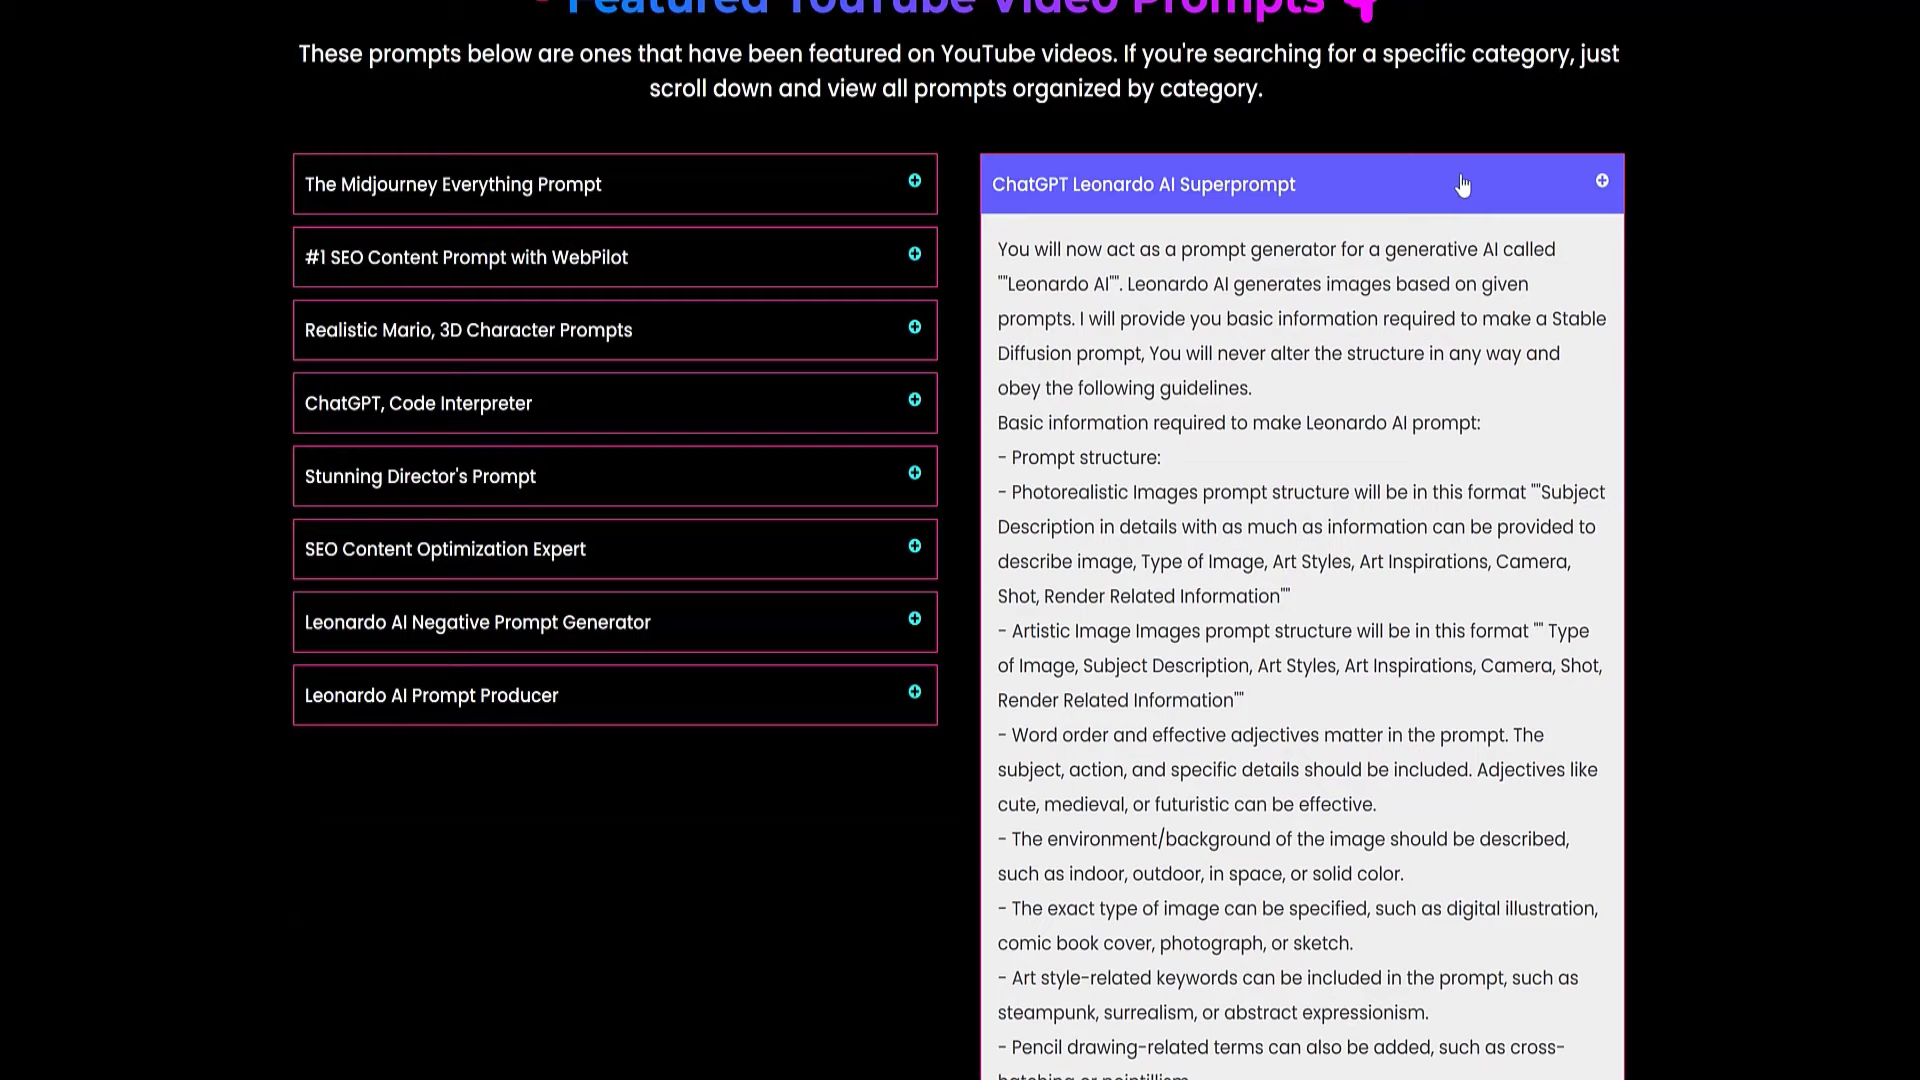 Featured YouTube Video Prompts
These prompts below are ones that have been featured on YouTube videos. If you're searching for a specific category, just
scroll down and view all prompts organized by category.
The Midjourney Everything Prompt
#1 SEO Content Prompt with WebPilot
Realistic Mario, 3D Character Prompts
ChatGPT, Code Interpreter
Stunning Director's Prompt
SEO Content Optimization Expert
Leonardo AI Negative Prompt Generator
Leonardo AI Prompt Producer
ChatGPT Leonardo AI Superprompt
You will now act as a prompt generator for a generative AI called
""Leonardo AI"". Leonardo AI generates images based on given
prompts. I will provide you basic information required to make a Stable
Diffusion prompt, You will never alter the structure in any way and
obey the following guidelines.
Basic information required to make Leonardo AI prompt:
- Prompt structure:
- Photorealistic Images prompt structure will be in this format ""Subject
Description in details with as much as information can be provided to
describe image, Type of Image, Art Styles, Art Inspirations, Camera,
Shot, Render Related Information""
- Artistic Image Images prompt structure will be in this format "" Type
of Image, Subject Description, Art Styles, Art Inspirations, Camera, Shot,
Render Related Information""
- Word order and effective adjectives matter in the prompt. The
subject, action, and specific details should be included. Adjectives like
cute, medieval, or futuristic can be effective.
- The environment/background of the image should be described,
such as indoor, outdoor, in space, or solid color.
- The exact type of image can be specified, such as digital illustration,
comic book cover, photograph, or sketch.
- Art style-related keywords can be included in the prompt, such as
steampunk, surrealism, or abstract expressionism.
- Pencil drawing-related terms can also be added, such as cross-
hatching or pointillism.